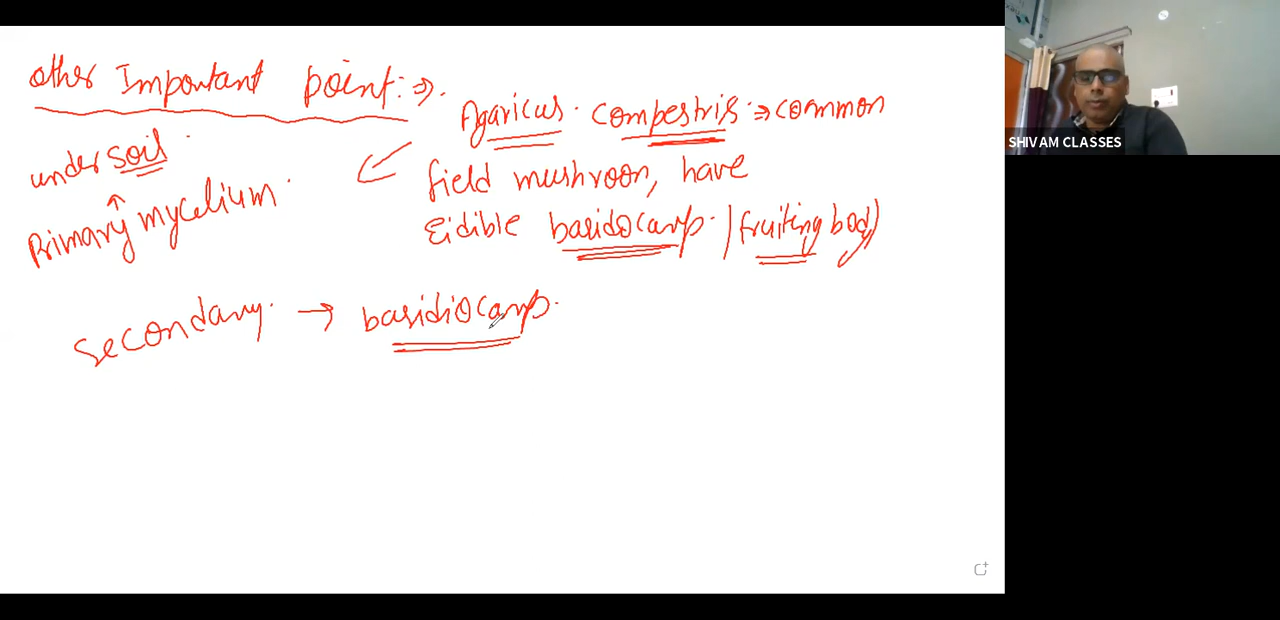 other Important point:⇒.
Agaricus. compestris ⇒ common
field mushroon, have
Eidible basidocarp. / fruiting body
under soil
↑
Primary mycelium.
Secondary. → basidiocarp.
SHIVAM CLASSES